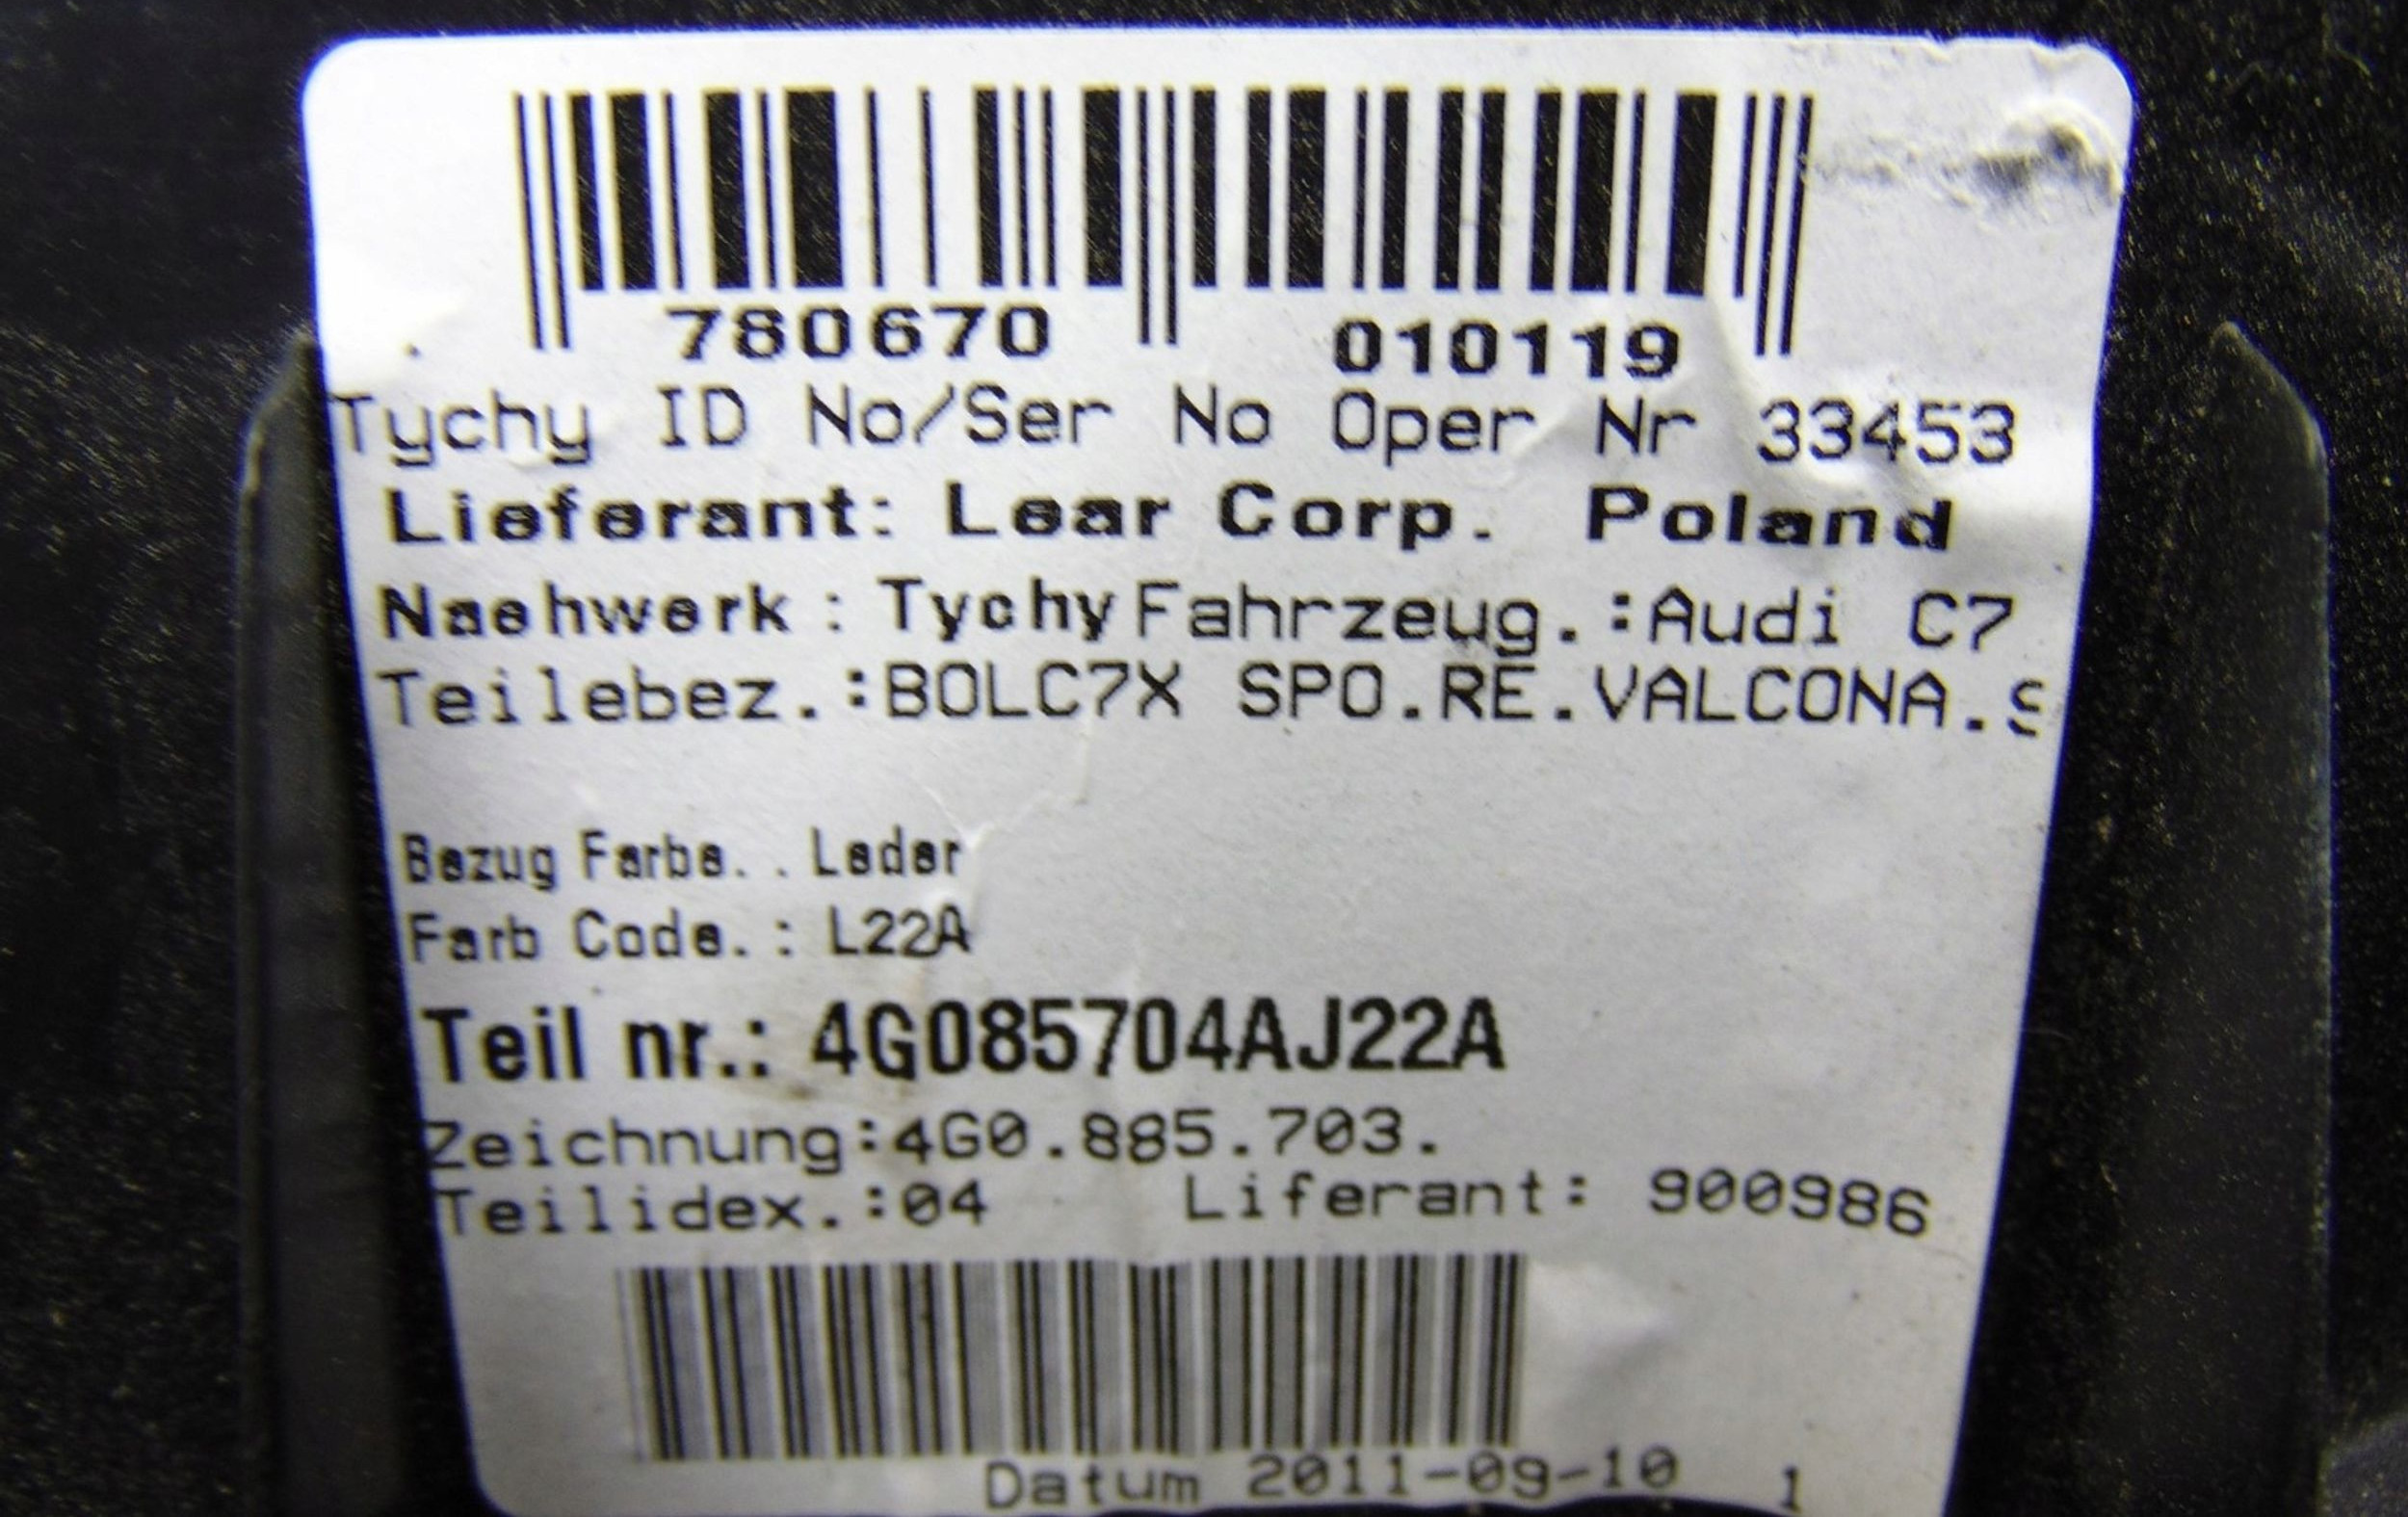 780670 010119
Tychy ID No/Ser No Oper Nr 33453
Lieferant: Lear Corp. Poland
Naehwerk: Tychy Fahrzeug.:Audi C7
Teilebez.:BOLC7X SPO.RE.VALCONA.S
Bezug Farbe. . Leder
Farb Code. : L22A
Teil nr.: 4G085704AJ22A
Zeichnung:4G0.885.703.
Teilidex.:04 Liferant: 900986
Datum 2011-09-10 1